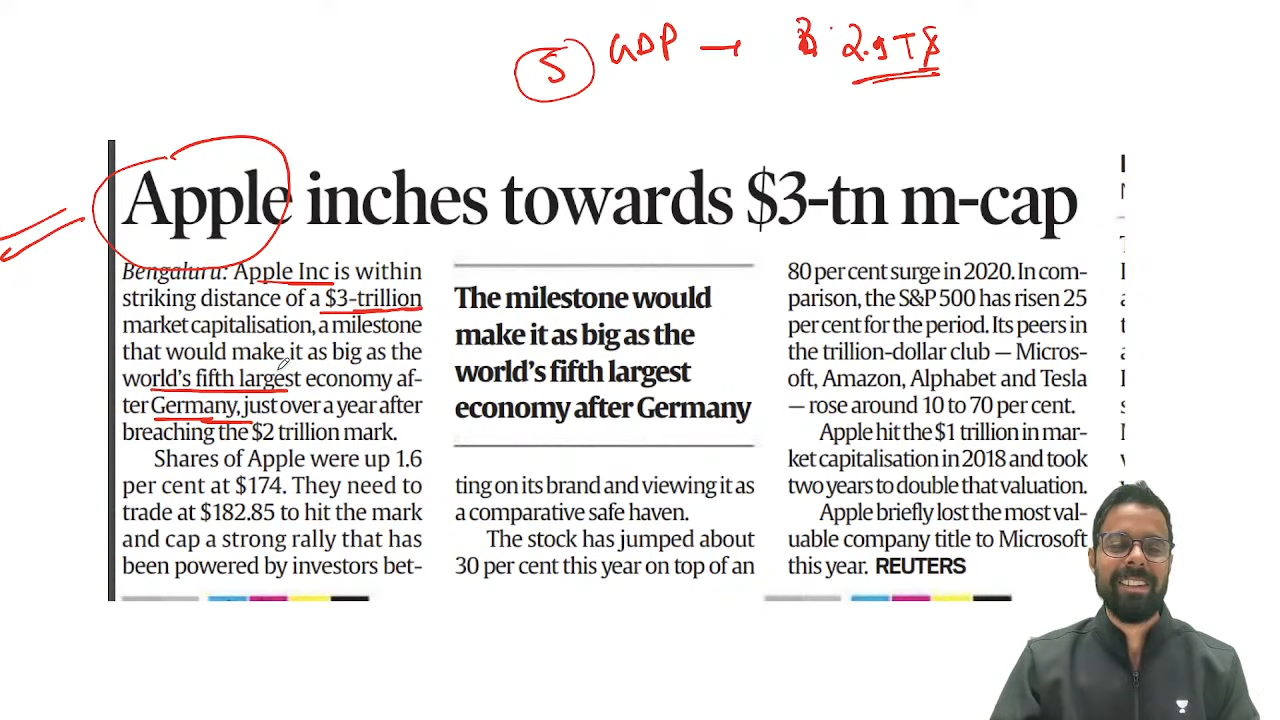 5 GDP → 2.9T$
Apple inches towards $3-tn m-cap
Bengaluru: Apple Inc is within
striking distance of a $3-trillion
market capitalisation, a milestone
that would make it as big as the
world's fifth largest economy af-
ter Germany, just over a year after
breaching the $2 trillion mark.
Shares of Apple were up 1.6
per cent at $174. They need to
trade at $182.85 to hit the mark
and cap a strong rally that has
been powered by investors bet-
The milestone would
make it as big as the
world's fifth largest
economy after Germany
ting on its brand and viewing it as
a comparative safe haven.
The stock has jumped about
30 per cent this year on top of an
80 per cent surge in 2020. In com-
parison, the S&P 500 has risen 25
per cent for the period. Its peers in
the trillion-dollar club — Micros-
oft, Amazon, Alphabet and Tesla
— rose around 10 to 70 per cent.
Apple hit the $1 trillion in mar-
ket capitalisation in 2018 and took
two years to double that valuation.
Apple briefly lost the most val-
uable company title to Microsoft
this year. REUTERS